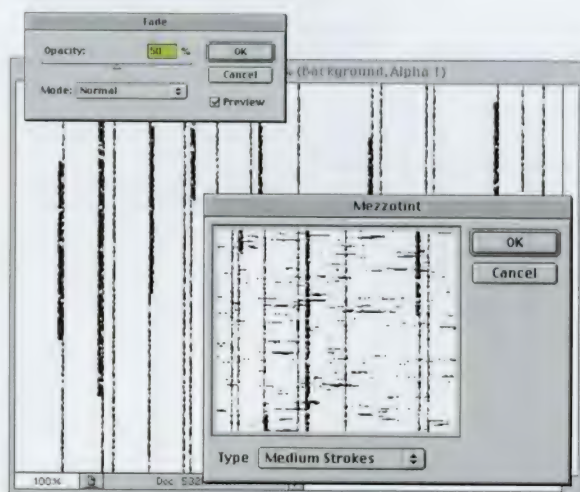 Fade
Opacity: 50 % OK
Cancel
Mode: Normal
Preview
(Background, Alpha 1)
Mezzotint
OK
Cancel
Type Medium Strokes
100% Doc